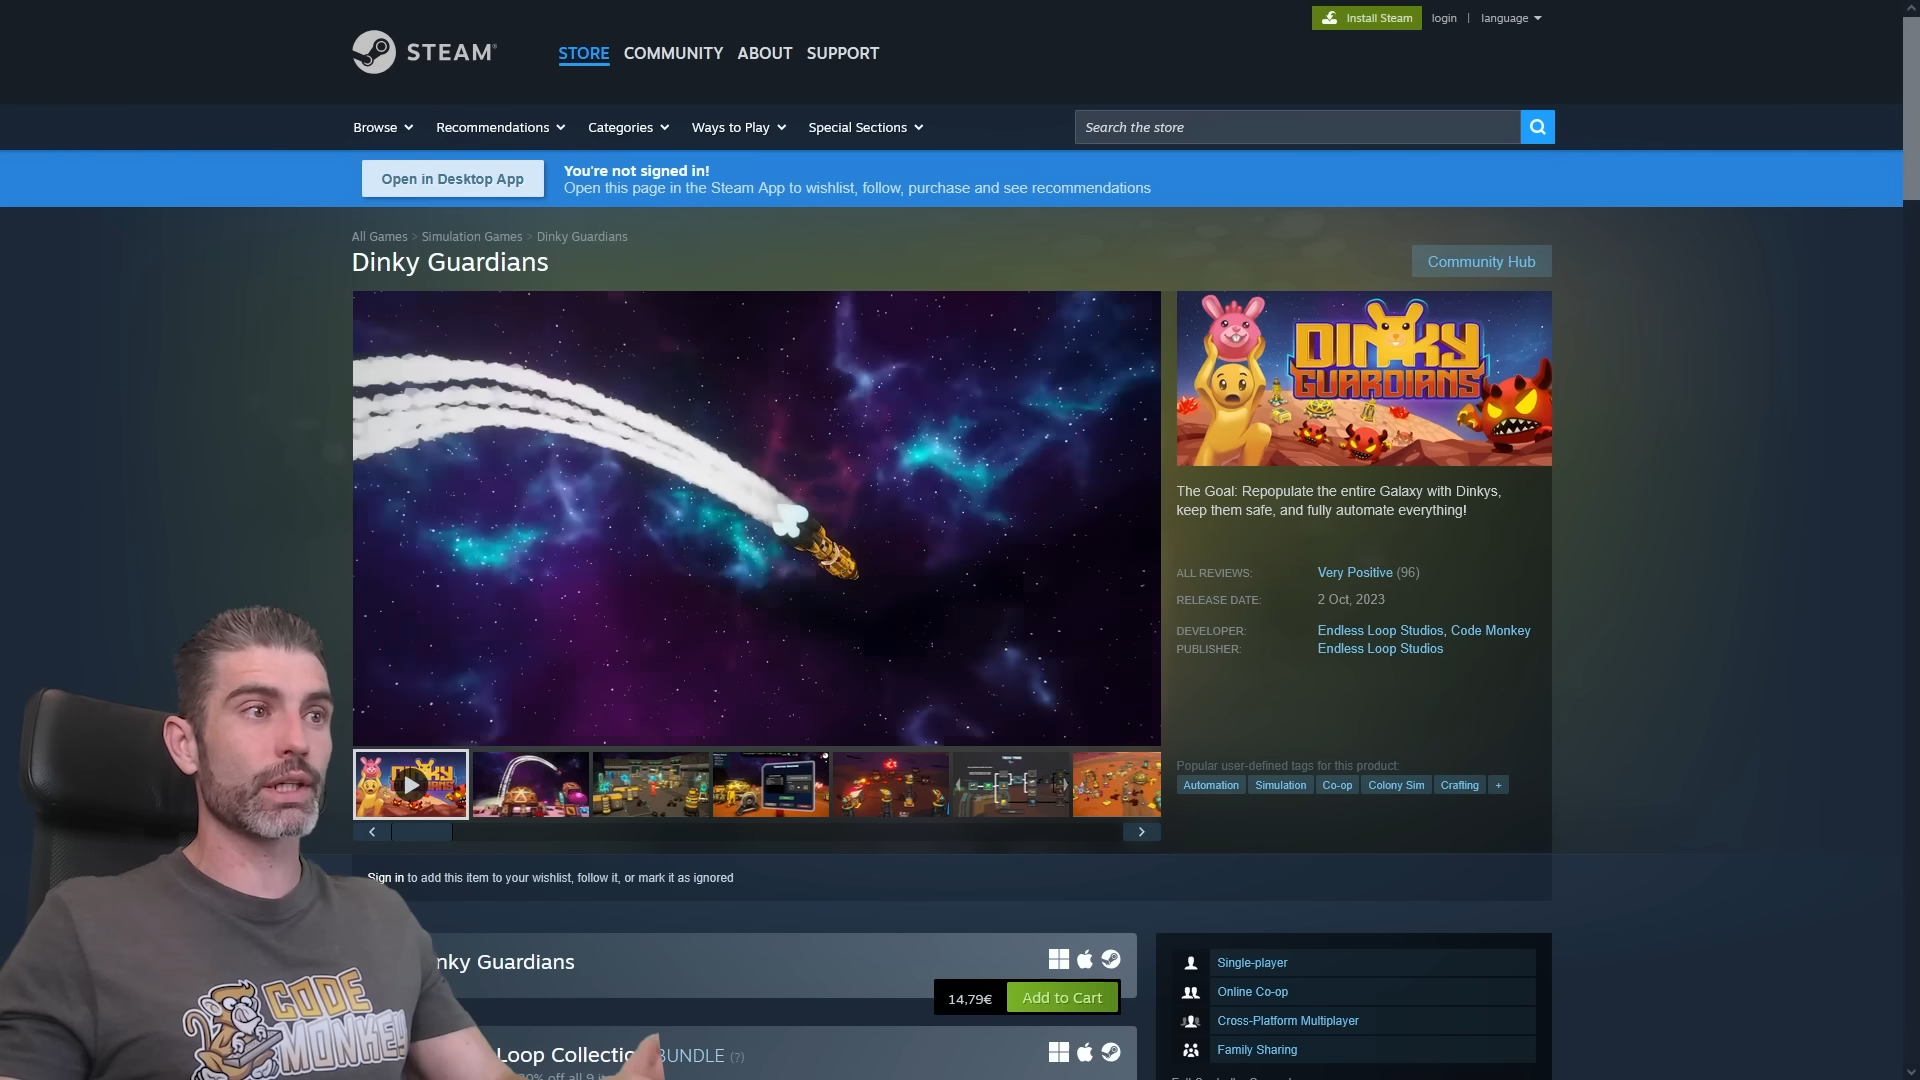 Install Steam
login | language
STEAM®
STORE COMMUNITY ABOUT SUPPORT
Browse Recommendations Categories Ways to Play Special Sections
Search the store
Open in Desktop App
You're not signed in!
Open this page in the Steam App to wishlist, follow, purchase and see recommendations
All Games > Simulation Games > Dinky Guardians
Dinky Guardians
Community Hub
DINKY
GUARDIANS
The Goal: Repopulate the entire Galaxy with Dinkys,
keep them safe, and fully automate everything!
ALL REVIEWS: Very Positive (96)
RELEASE DATE: 2 Oct, 2023
DEVELOPER: Endless Loop Studios, Code Monkey
PUBLISHER: Endless Loop Studios
Popular user-defined tags for this product:
Automation Simulation Co-op Colony Sim Crafting +
Sign in to add this item to your wishlist, follow it, or mark it as ignored
nky Guardians
14,79€ Add to Cart
Loop Collectio BUNDLE (?)
Single-player
Online Co-op
Cross-Platform Multiplayer
Family Sharing
CODE
MONKEY